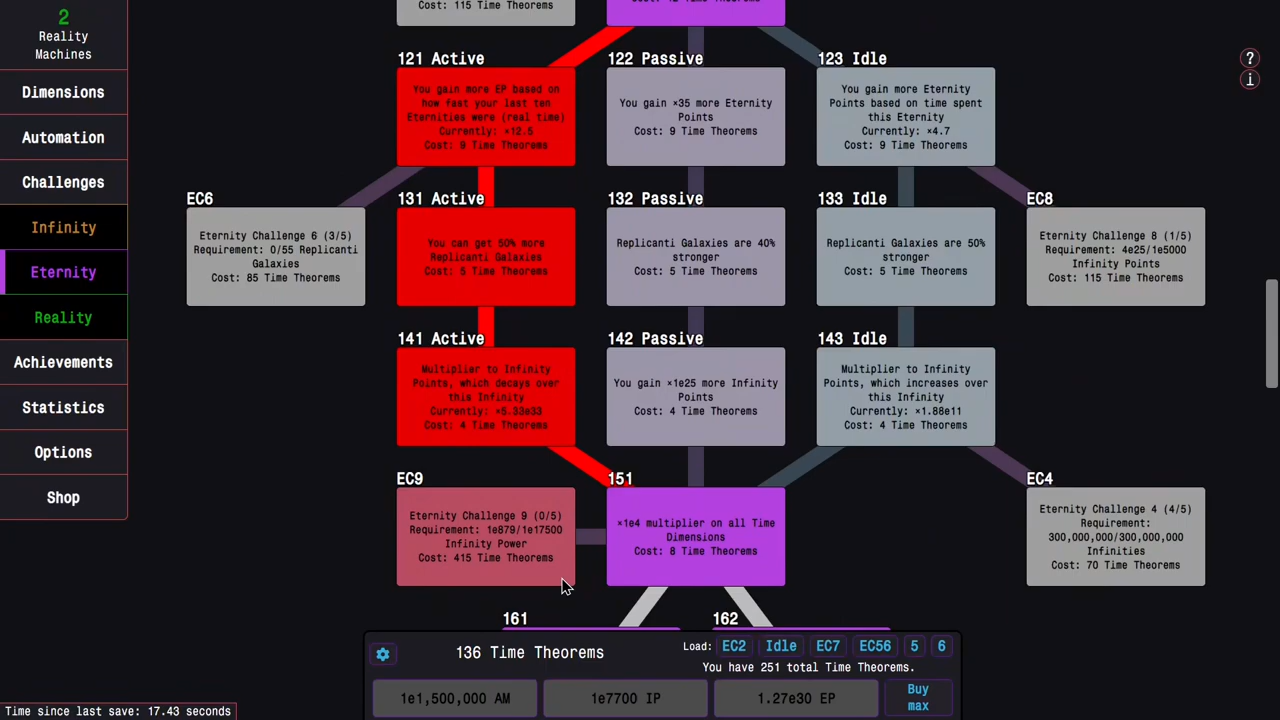 2
Reality
Machines
Dimensions
Automation
Challenges
Infinity
Eternity
Reality
Achievements
Statistics
Options
Shop
Cost: 115 Time Theorems
121 Active
You gain more EP based on
how fast your last ten
Eternities were (real time)
Currently: ×12.5
Cost: 9 Time Theorems
122 Passive
You gain ×35 more Eternity
Points
Cost: 9 Time Theorems
123 Idle
You gain more Eternity
Points based on time spent
this Eternity
Currently: ×4.7
Cost: 9 Time Theorems
?
i
EC6
Eternity Challenge 6 (3/5)
Requirement: 0/55 Replicanti
Galaxies
Cost: 85 Time Theorems
131 Active
You can get 50% more
Replicanti Galaxies
Cost: 5 Time Theorems
132 Passive
Replicanti Galaxies are 40%
stronger
Cost: 5 Time Theorems
133 Idle
Replicanti Galaxies are 50%
stronger
Cost: 5 Time Theorems
EC8
Eternity Challenge 8 (1/5)
Requirement: 4e25/1e5000
Infinity Points
Cost: 115 Time Theorems
141 Active
Multiplier to Infinity
Points, which decays over
this Infinity
Currently: ×5.33e33
Cost: 4 Time Theorems
142 Passive
You gain ×1e25 more Infinity
Points
Cost: 4 Time Theorems
143 Idle
Multiplier to Infinity
Points, which increases over
this Infinity
Currently: ×1.88e11
Cost: 4 Time Theorems
EC9
Eternity Challenge 9 (0/5)
Requirement: 1e879/1e17500
Infinity Power
Cost: 415 Time Theorems
151
×1e4 multiplier on all Time
Dimensions
Cost: 8 Time Theorems
EC4
Eternity Challenge 4 (4/5)
Requirement:
300,000,000/300,000,000
Infinities
Cost: 70 Time Theorems
161
162
136 Time Theorems
Load: EC2 Idle EC7 EC56 5 6
You have 251 total Time Theorems.
1e1,500,000 AM
1e7700 IP
1.27e30 EP
Buy
max
Time since last save: 17.43 seconds